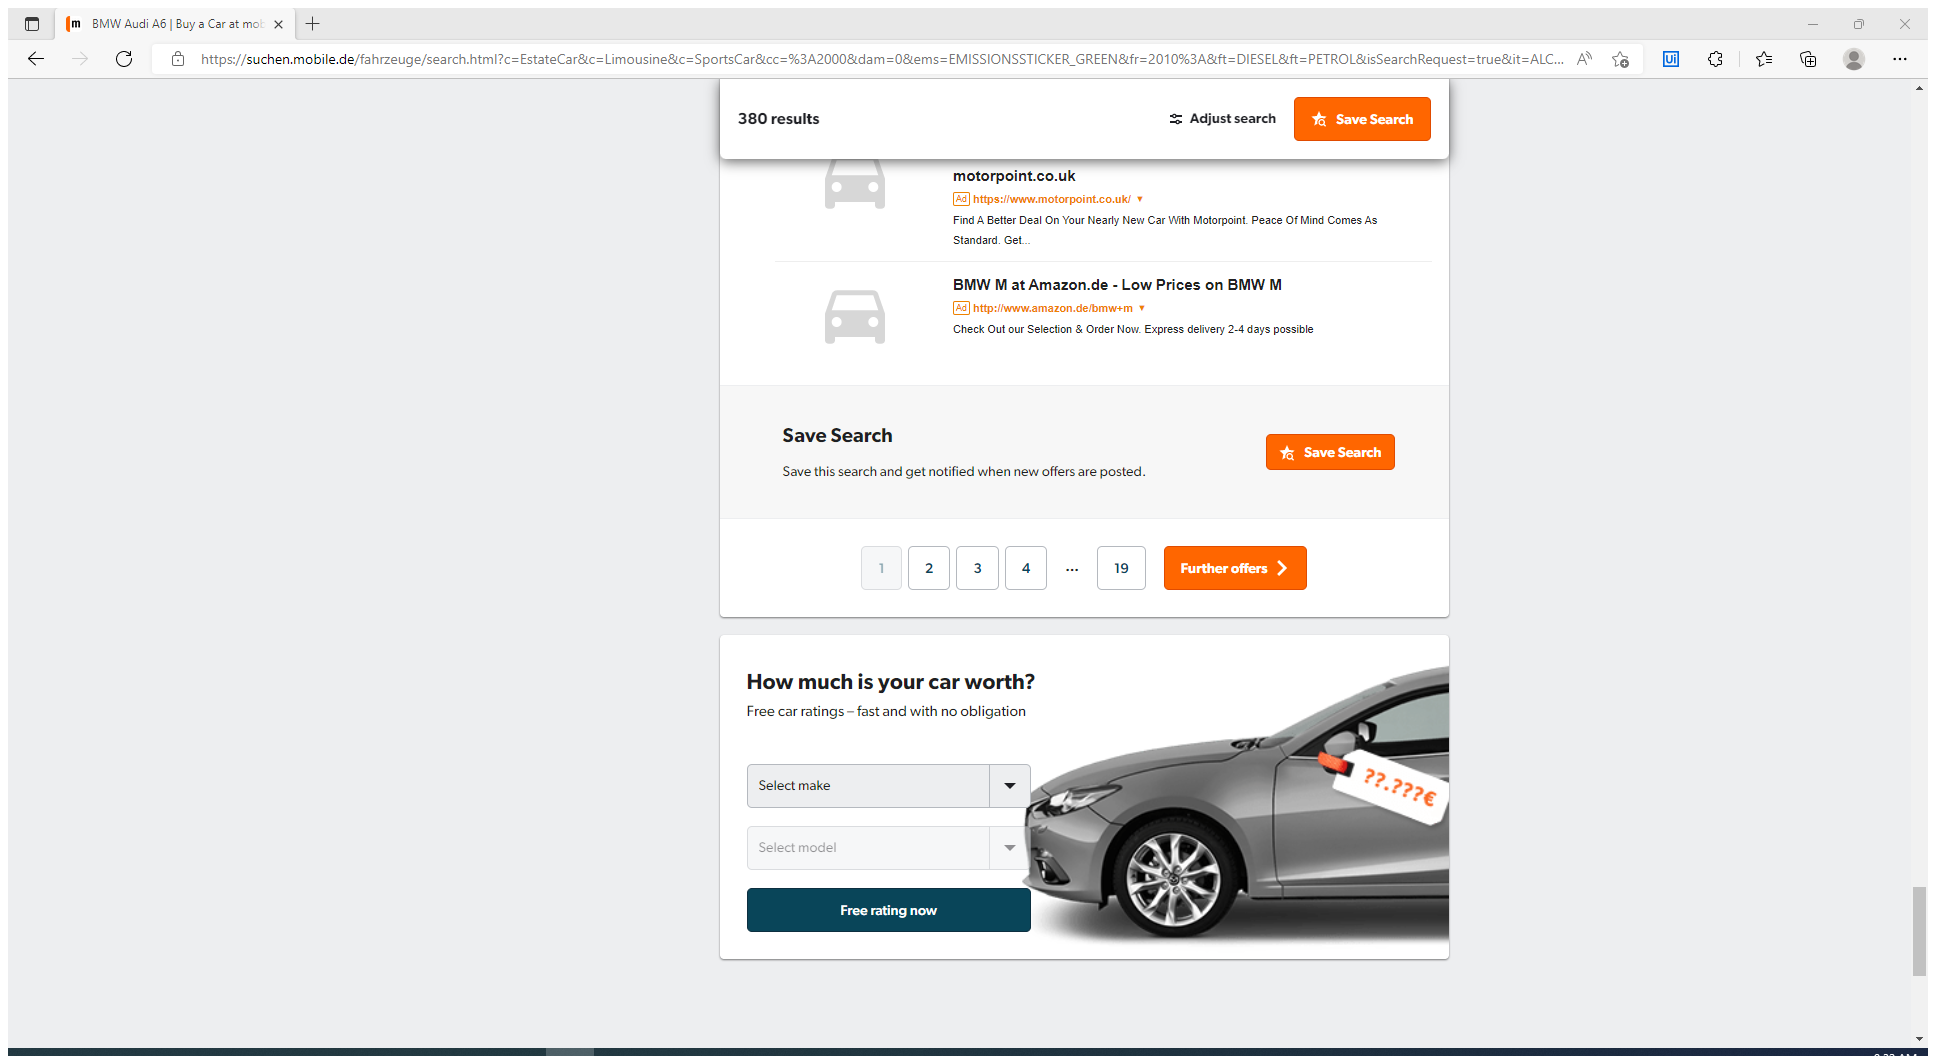 m BMW Audi A6 | Buy a Car at mob
https://suchen.mobile.de/fahrzeuge/search.html?c=EstateCar&c=Limousine&c=SportsCar&cc=%3A2000&dam=0&ems=EMISSIONSSTICKER_GREEN&fr=2010%3A&ft=DIESEL&ft=PETROL&isSearchRequest=true&it=ALC...
380 results
Adjust search
Save Search
motorpoint.co.uk
Ad https://www.motorpoint.co.uk/
Find A Better Deal On Your Nearly New Car With Motorpoint. Peace Of Mind Comes As
Standard. Get...
BMW M at Amazon.de - Low Prices on BMW M
Ad http://www.amazon.de/bmw+m
Check Out our Selection & Order Now. Express delivery 2-4 days possible
Save Search
Save this search and get notified when new offers are posted.
Save Search
1 2 3 4 ... 19 Further offers
How much is your car worth?
Free car ratings – fast and with no obligation
??.???€
Select make
Select model
Free rating now